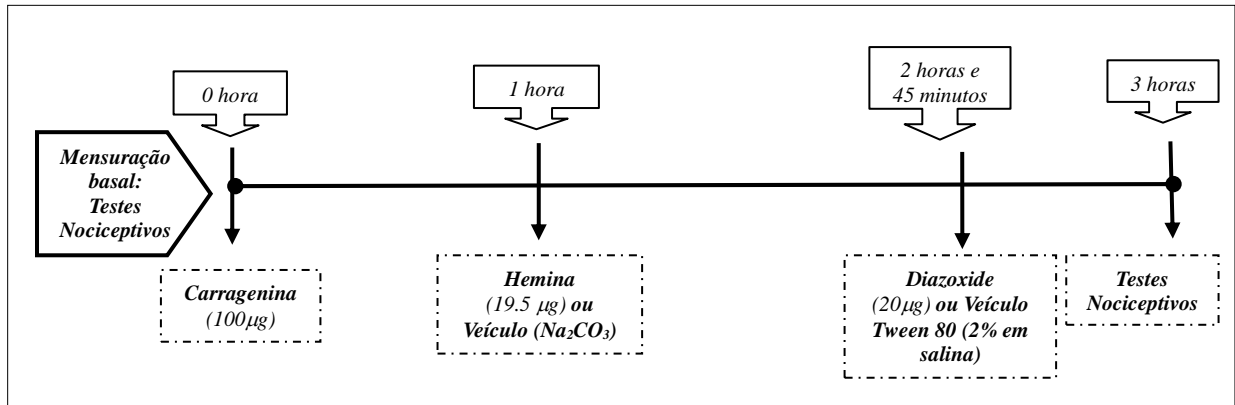 Mensuração
basal:
Testes
Nociceptivos
0 hora
1 hora
2 horas e
45 minutos
3 horas
Carragenina
(100µg)
Hemina
(19.5 µg) ou
Veículo (Na₂CO₃)
Diazoxide
(20µg) ou Veículo
Tween 80 (2% em
salina)
Testes
Nociceptivos